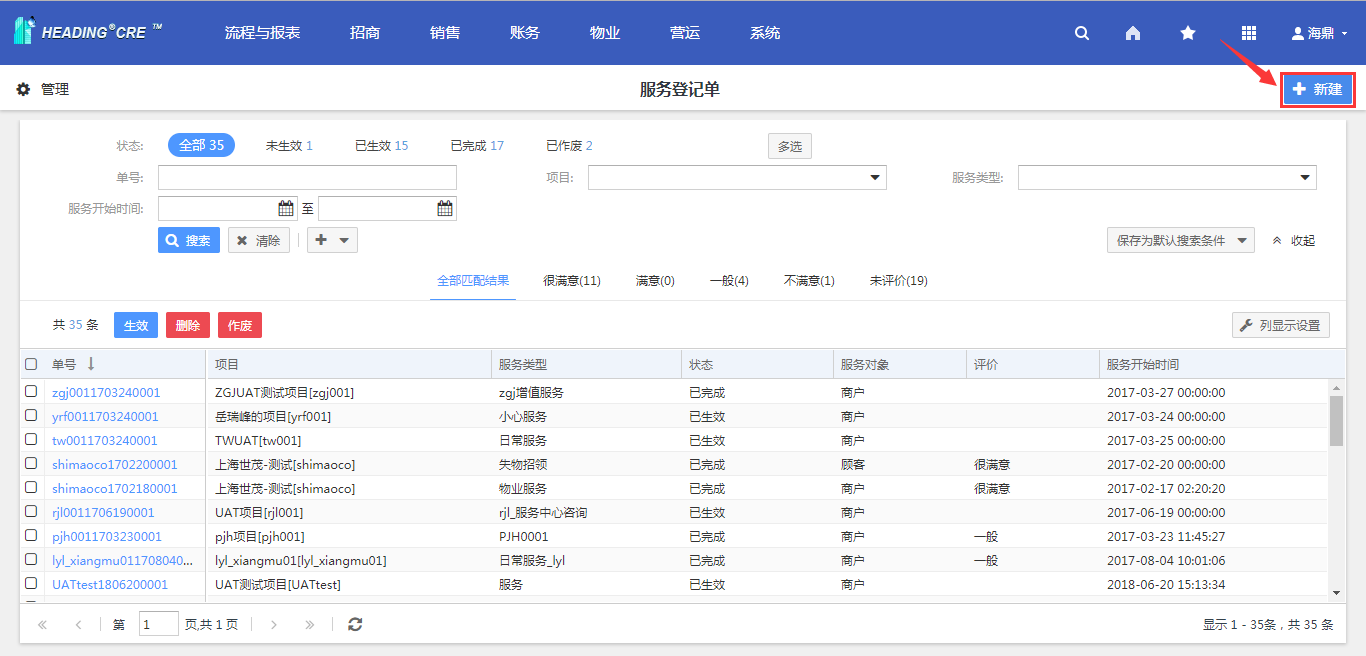 HEADING®CRE ™ 流程与报表 招商 销售 账务 物业 营运 系统 海鼎
管理 服务登记单 新建
状态: 全部 35 未生效 1 已生效 15 已完成 17 已作废 2 多选
单号: 项目: 服务类型:
服务开始时间: 至
搜索 清除 保存为默认搜索条件 收起
全部匹配结果 很满意(11) 满意(0) 一般(4) 不满意(1) 未评价(19)
共 35 条 生效 删除 作废 列显示设置
单号 项目 服务类型 状态 服务对象 评价 服务开始时间
zgj0011703240001 ZGJUAT测试项目[zgj001] zgj增值服务 已完成 商户 2017-03-27 00:00:00
yrf0011703240001 岳瑞峰的项目[yrf001] 小心服务 已生效 商户 2017-03-24 00:00:00
tw0011703240001 TWUAT[tw001] 日常服务 已生效 商户 2017-03-25 00:00:00
shimaoco1702200001 上海世茂-测试[shimaoco] 失物招领 已完成 顾客 很满意 2017-02-20 00:00:00
shimaoco1702180001 上海世茂-测试[shimaoco] 物业服务 已完成 商户 很满意 2017-02-17 02:20:20
rjl0011706190001 UAT项目[rjl001] rjl_服务中心咨询 已生效 商户 2017-06-19 00:00:00
pjh0011703230001 pjh项目[pjh001] PJH0001 已完成 商户 一般 2017-03-23 11:45:27
lyl_xiangmu011708040... lyl_xiangmu01[lyl_xiangmu01] 日常服务_lyl 已完成 商户 一般 2017-08-04 10:01:06
UATtest1806200001 UAT测试项目[UATtest] 服务 已生效 商户 2018-06-20 15:13:34
第 1 页,共 1 页 显示 1 - 35条，共 35 条